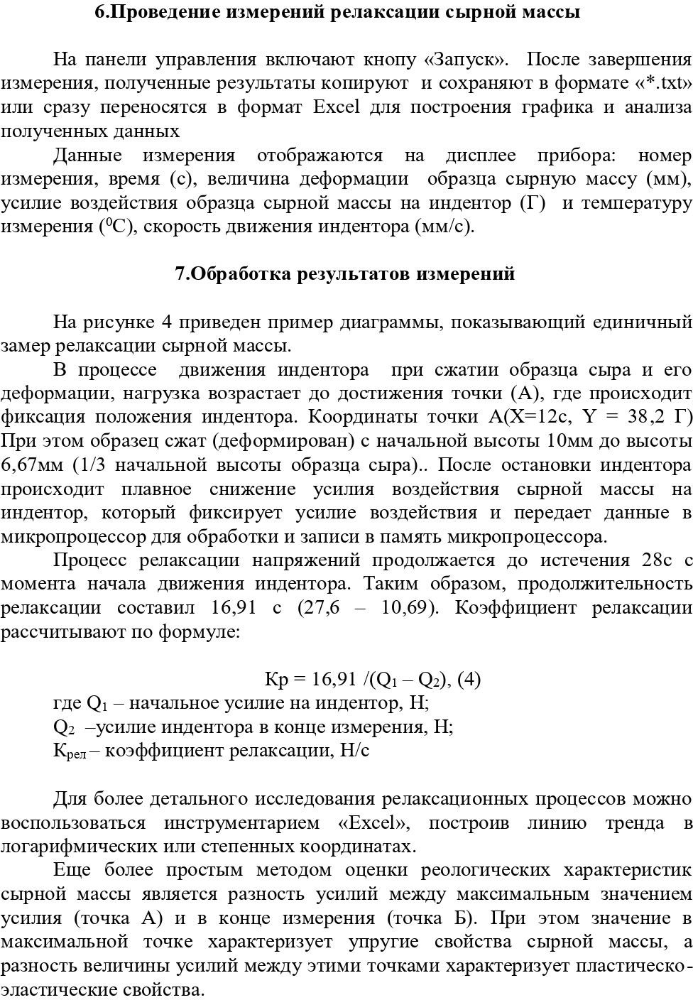 6.Проведение измерений релаксации сырной массы
На панели управления включают кнопу «Запуск». После завершения
измерения, полученные результаты копируют и сохраняют в формате «*.txt»
или сразу переносятся в формат Excel для построения графика и анализа
полученных данных
Данные измерения отображаются на дисплее прибора: номер
измерения, время (с), величина деформации образца сырную массу (мм),
усилие воздействия образца сырной массы на индентор (Г) и температуру
измерения (⁰С), скорость движения индентора (мм/с).
7.Обработка результатов измерений
На рисунке 4 приведен пример диаграммы, показывающий единичный
замер релаксации сырной массы.
В процессе движения индентора при сжатии образца сыра и его
деформации, нагрузка возрастает до достижения точки (А), где происходит
фиксация положения индентора. Координаты точки А(Х=12с, Y = 38,2 Г)
При этом образец сжат (деформирован) с начальной высоты 10мм до высоты
6,67мм (1/3 начальной высоты образца сыра).. После остановки индентора
происходит плавное снижение усилия воздействия сырной массы на
индентор, который фиксирует усилие воздействия и передает данные в
микропроцессор для обработки и записи в память микропроцессора.
Процесс релаксации напряжений продолжается до истечения 28с с
момента начала движения индентора. Таким образом, продолжительность
релаксации составил 16,91 с (27,6 – 10,69). Коэффициент релаксации
рассчитывают по формуле:
Кр = 16,91 /(Q₁ – Q₂), (4)
где Q₁ – начальное усилие на индентор, Н;
Q₂ –усилие индентора в конце измерения, Н;
Крел – коэффициент релаксации, Н/с
Для более детального исследования релаксационных процессов можно
воспользоваться инструментарием «Excel», построив линию тренда в
логарифмических или степенных координатах.
Еще более простым методом оценки реологических характеристик
сырной массы является разность усилий между максимальным значением
усилия (точка А) и в конце измерения (точка Б). При этом значение в
максимальной точке характеризует упругие свойства сырной массы, а
разность величины усилий между этими точками характеризует пластическо-
эластические свойства.